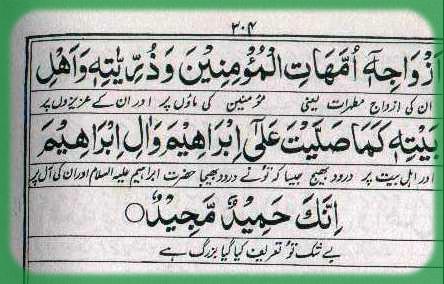 ۳۰۴
اَزْوَاجِهٖٓ اُمَّهَاتِ الْمُؤْمِنِيْنَ وَذُرِّيّٰتِهٖ وَاَهْلِ
ان کی ازواج مطہرات یعنی مؤمنین کی ماؤں پر اور ان کے عزیزوں پر
بَيْتِهٖ كَمَا صَلَّيْتَ عَلٰٓى اِبْرَاهِيْمَ وَاٰلِ اِبْرَاهِيْمَ
اور اہل بیت پر درود بھیج جیسا کہ تو نے درود بھیجا حضرت ابراہیم علیہ السلام اور ان کی آل پر
اِنَّكَ حَمِيْدٌ مَّجِيْدٌ ○
بے شک تو تعریف کیا گیا بزرگ ہے